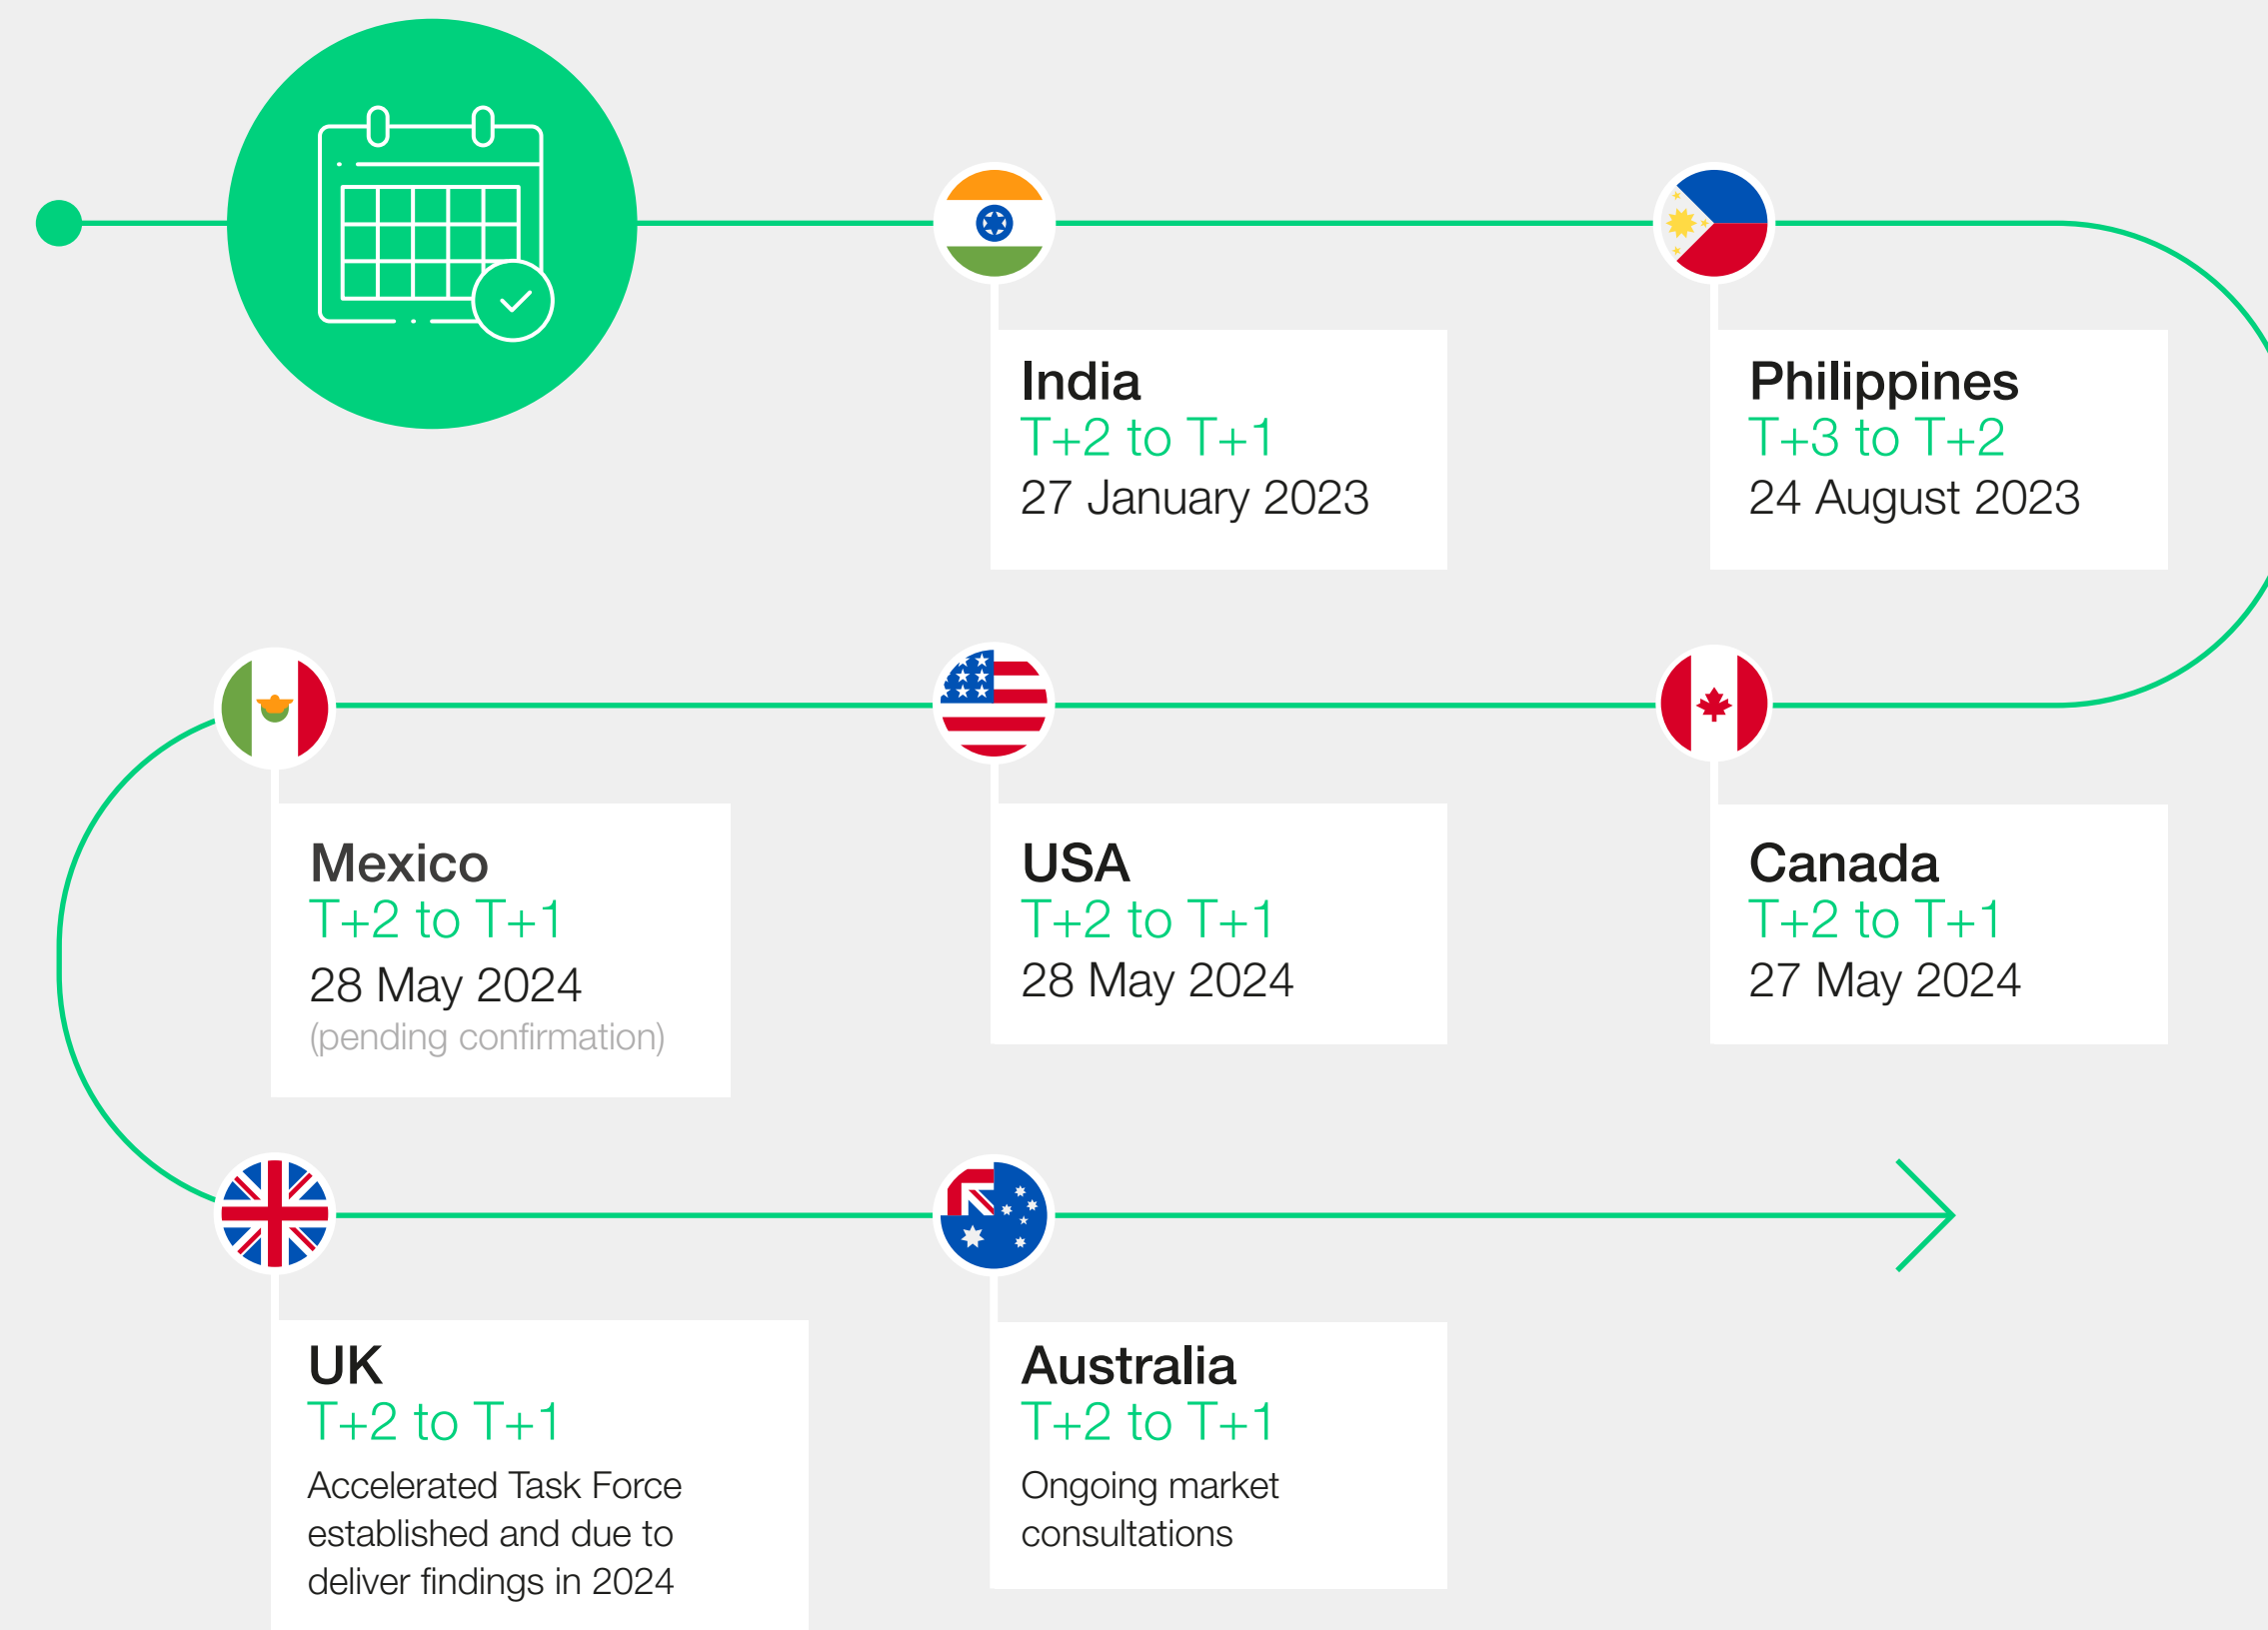 India
T+2 to T+1
27 January 2023
Philippines
T+3 to T+2
24 August 2023
Mexico
T+2 to T+1
28 May 2024
(pending confirmation)
USA
T+2 to T+1
28 May 2024
Canada
T+2 to T+1
27 May 2024
UK
T+2 to T+1
Accelerated Task Force
established and due to
deliver findings in 2024
Australia
T+2 to T+1
Ongoing market
consultations